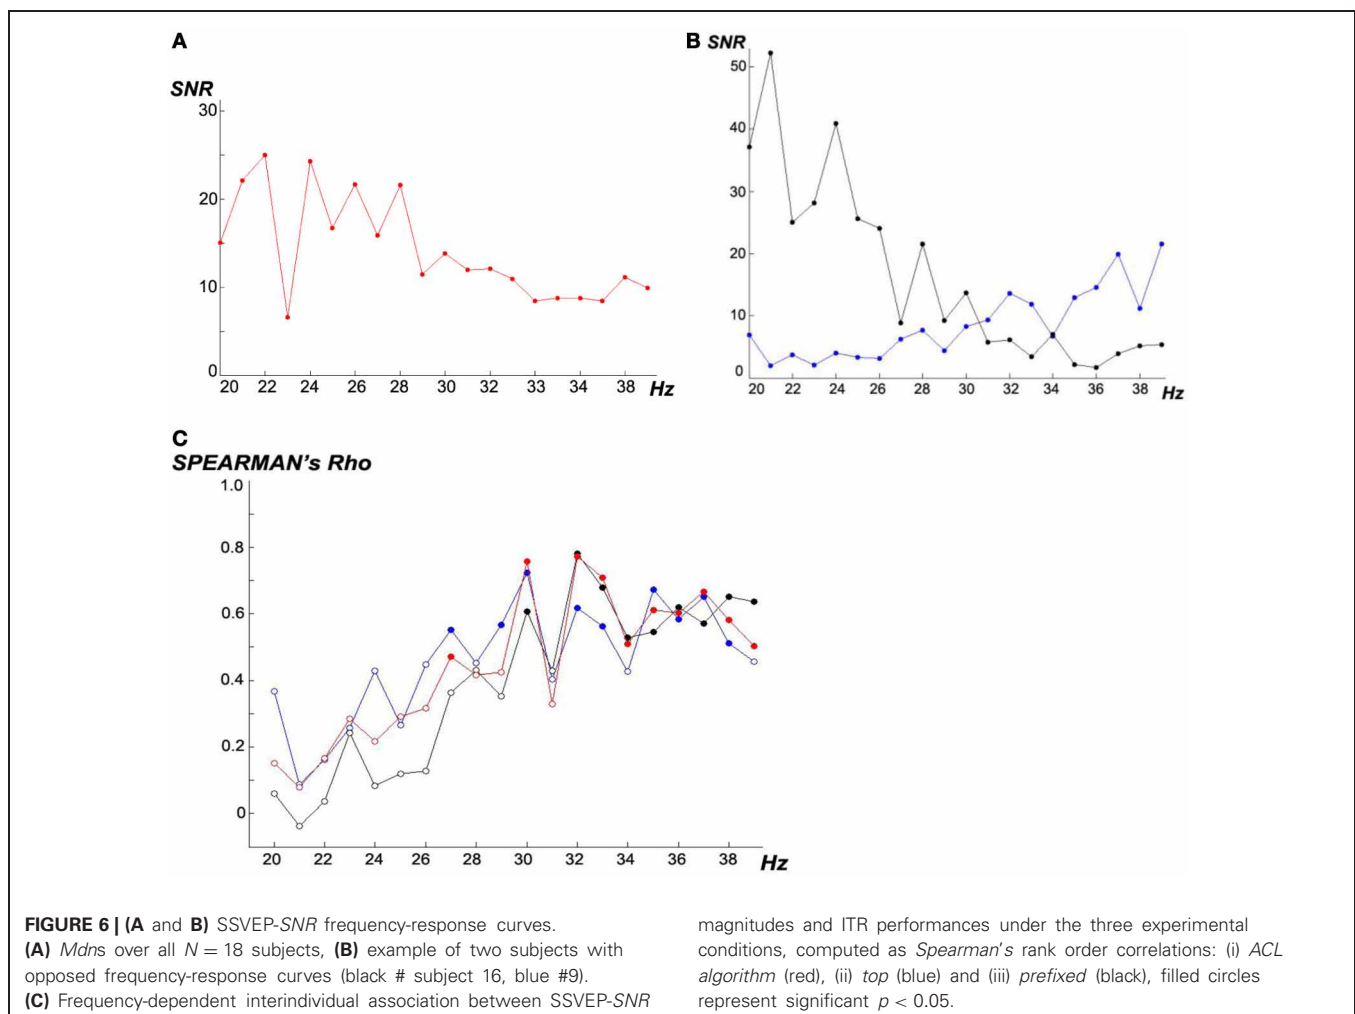 A
SNR
30
20
10
0
20 22 24 26 28 30 32 33 34 38 Hz
B SNR
50
40
30
20
10
0
20 22 24 26 28 30 32 34 36 38 Hz
C
SPEARMAN's Rho
1.0
0.8
0.6
0.4
0.2
0
20 22 24 26 28 30 32 34 36 38 Hz
FIGURE 6 | (A and B) SSVEP-SNR frequency-response curves.
(A) Mdns over all N = 18 subjects, (B) example of two subjects with
opposed frequency-response curves (black # subject 16, blue #9).
(C) Frequency-dependent interindividual association between SSVEP-SNR
magnitudes and ITR performances under the three experimental
conditions, computed as Spearman's rank order correlations: (i) ACL
algorithm (red), (ii) top (blue) and (iii) prefixed (black), filled circles
represent significant p < 0.05.